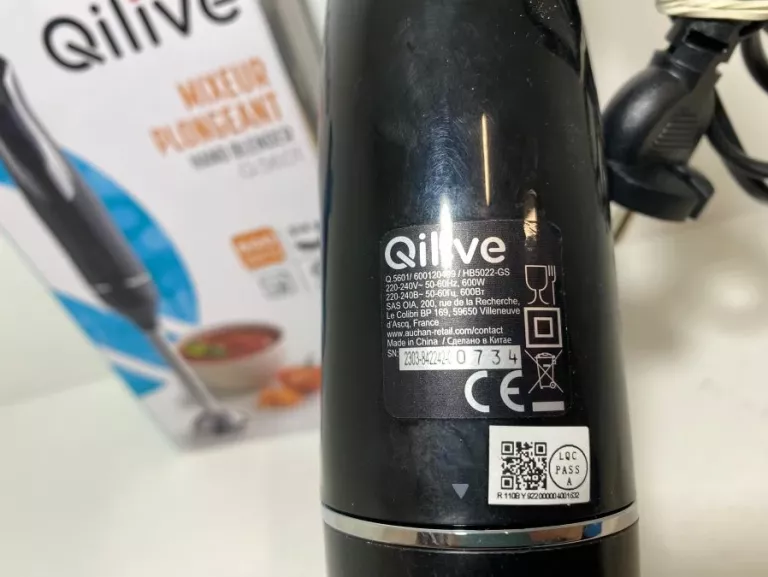 Qilive
MIXEUR
PLONGEANT
HAND BLENDER
Qilive
Q.5601/ 600120469 / HB5022-GS
220-240V~ 50-60Hz, 600W
220-240В~ 50-60Гц, 600Вт
SAS OIA, 200, rue de la Recherche,
Le Colibri BP 169, 59650 Villeneuve
d'Ascq, France
www.auchan-retail.com/contact
Made in China / Сделано в Китае
SN: 0734
CE
LQC
PASS
A